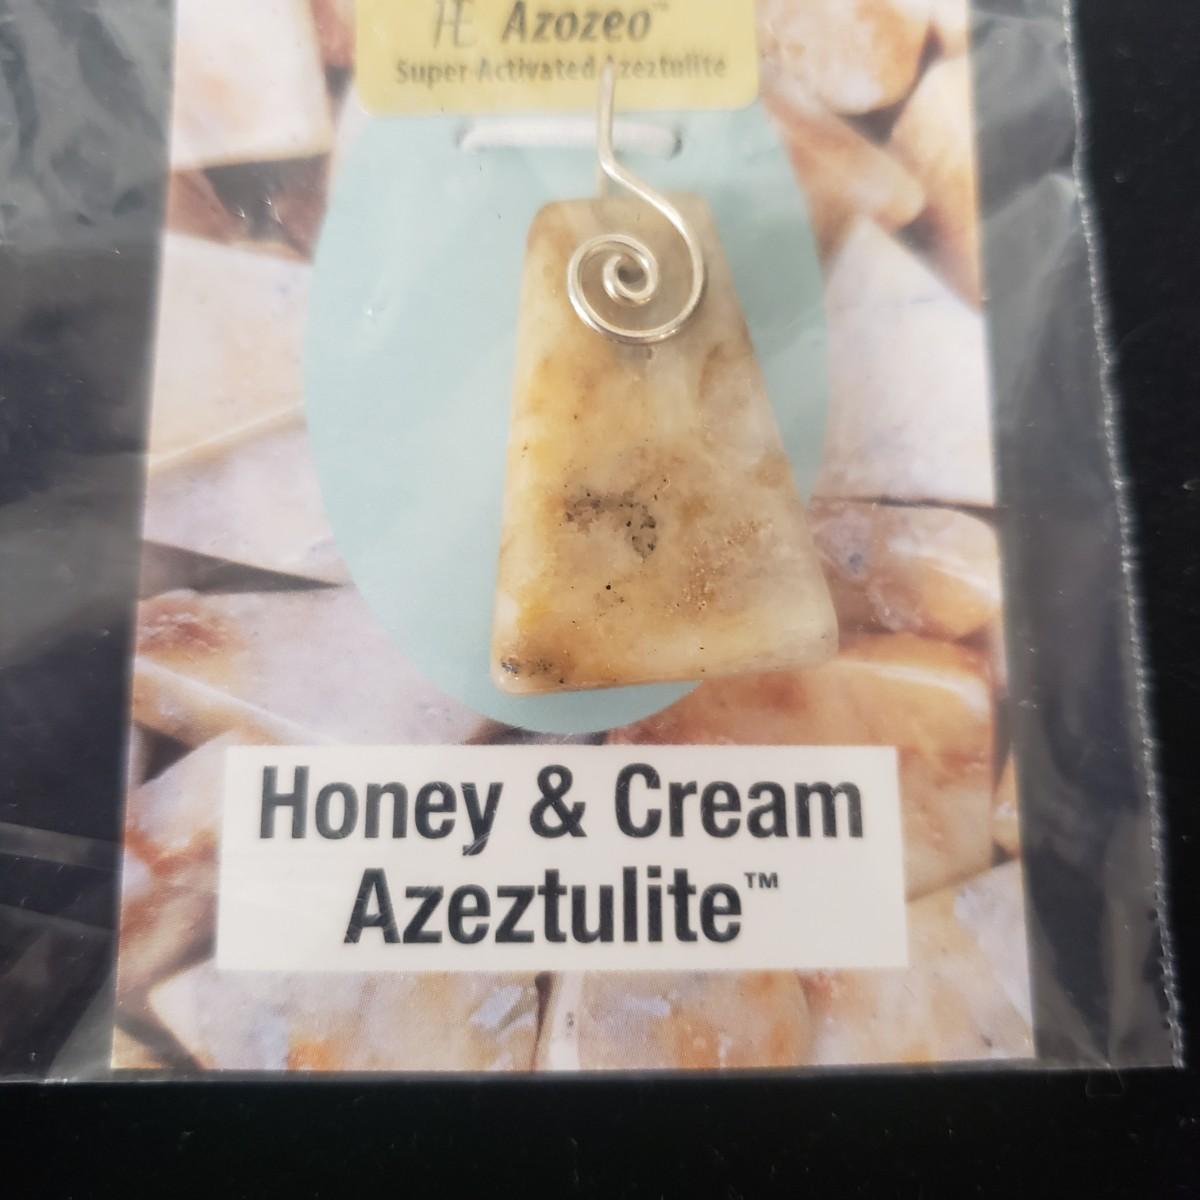 Æ Azozeo™
Super Activated Azeztulite
Honey & Cream
Azeztulite™